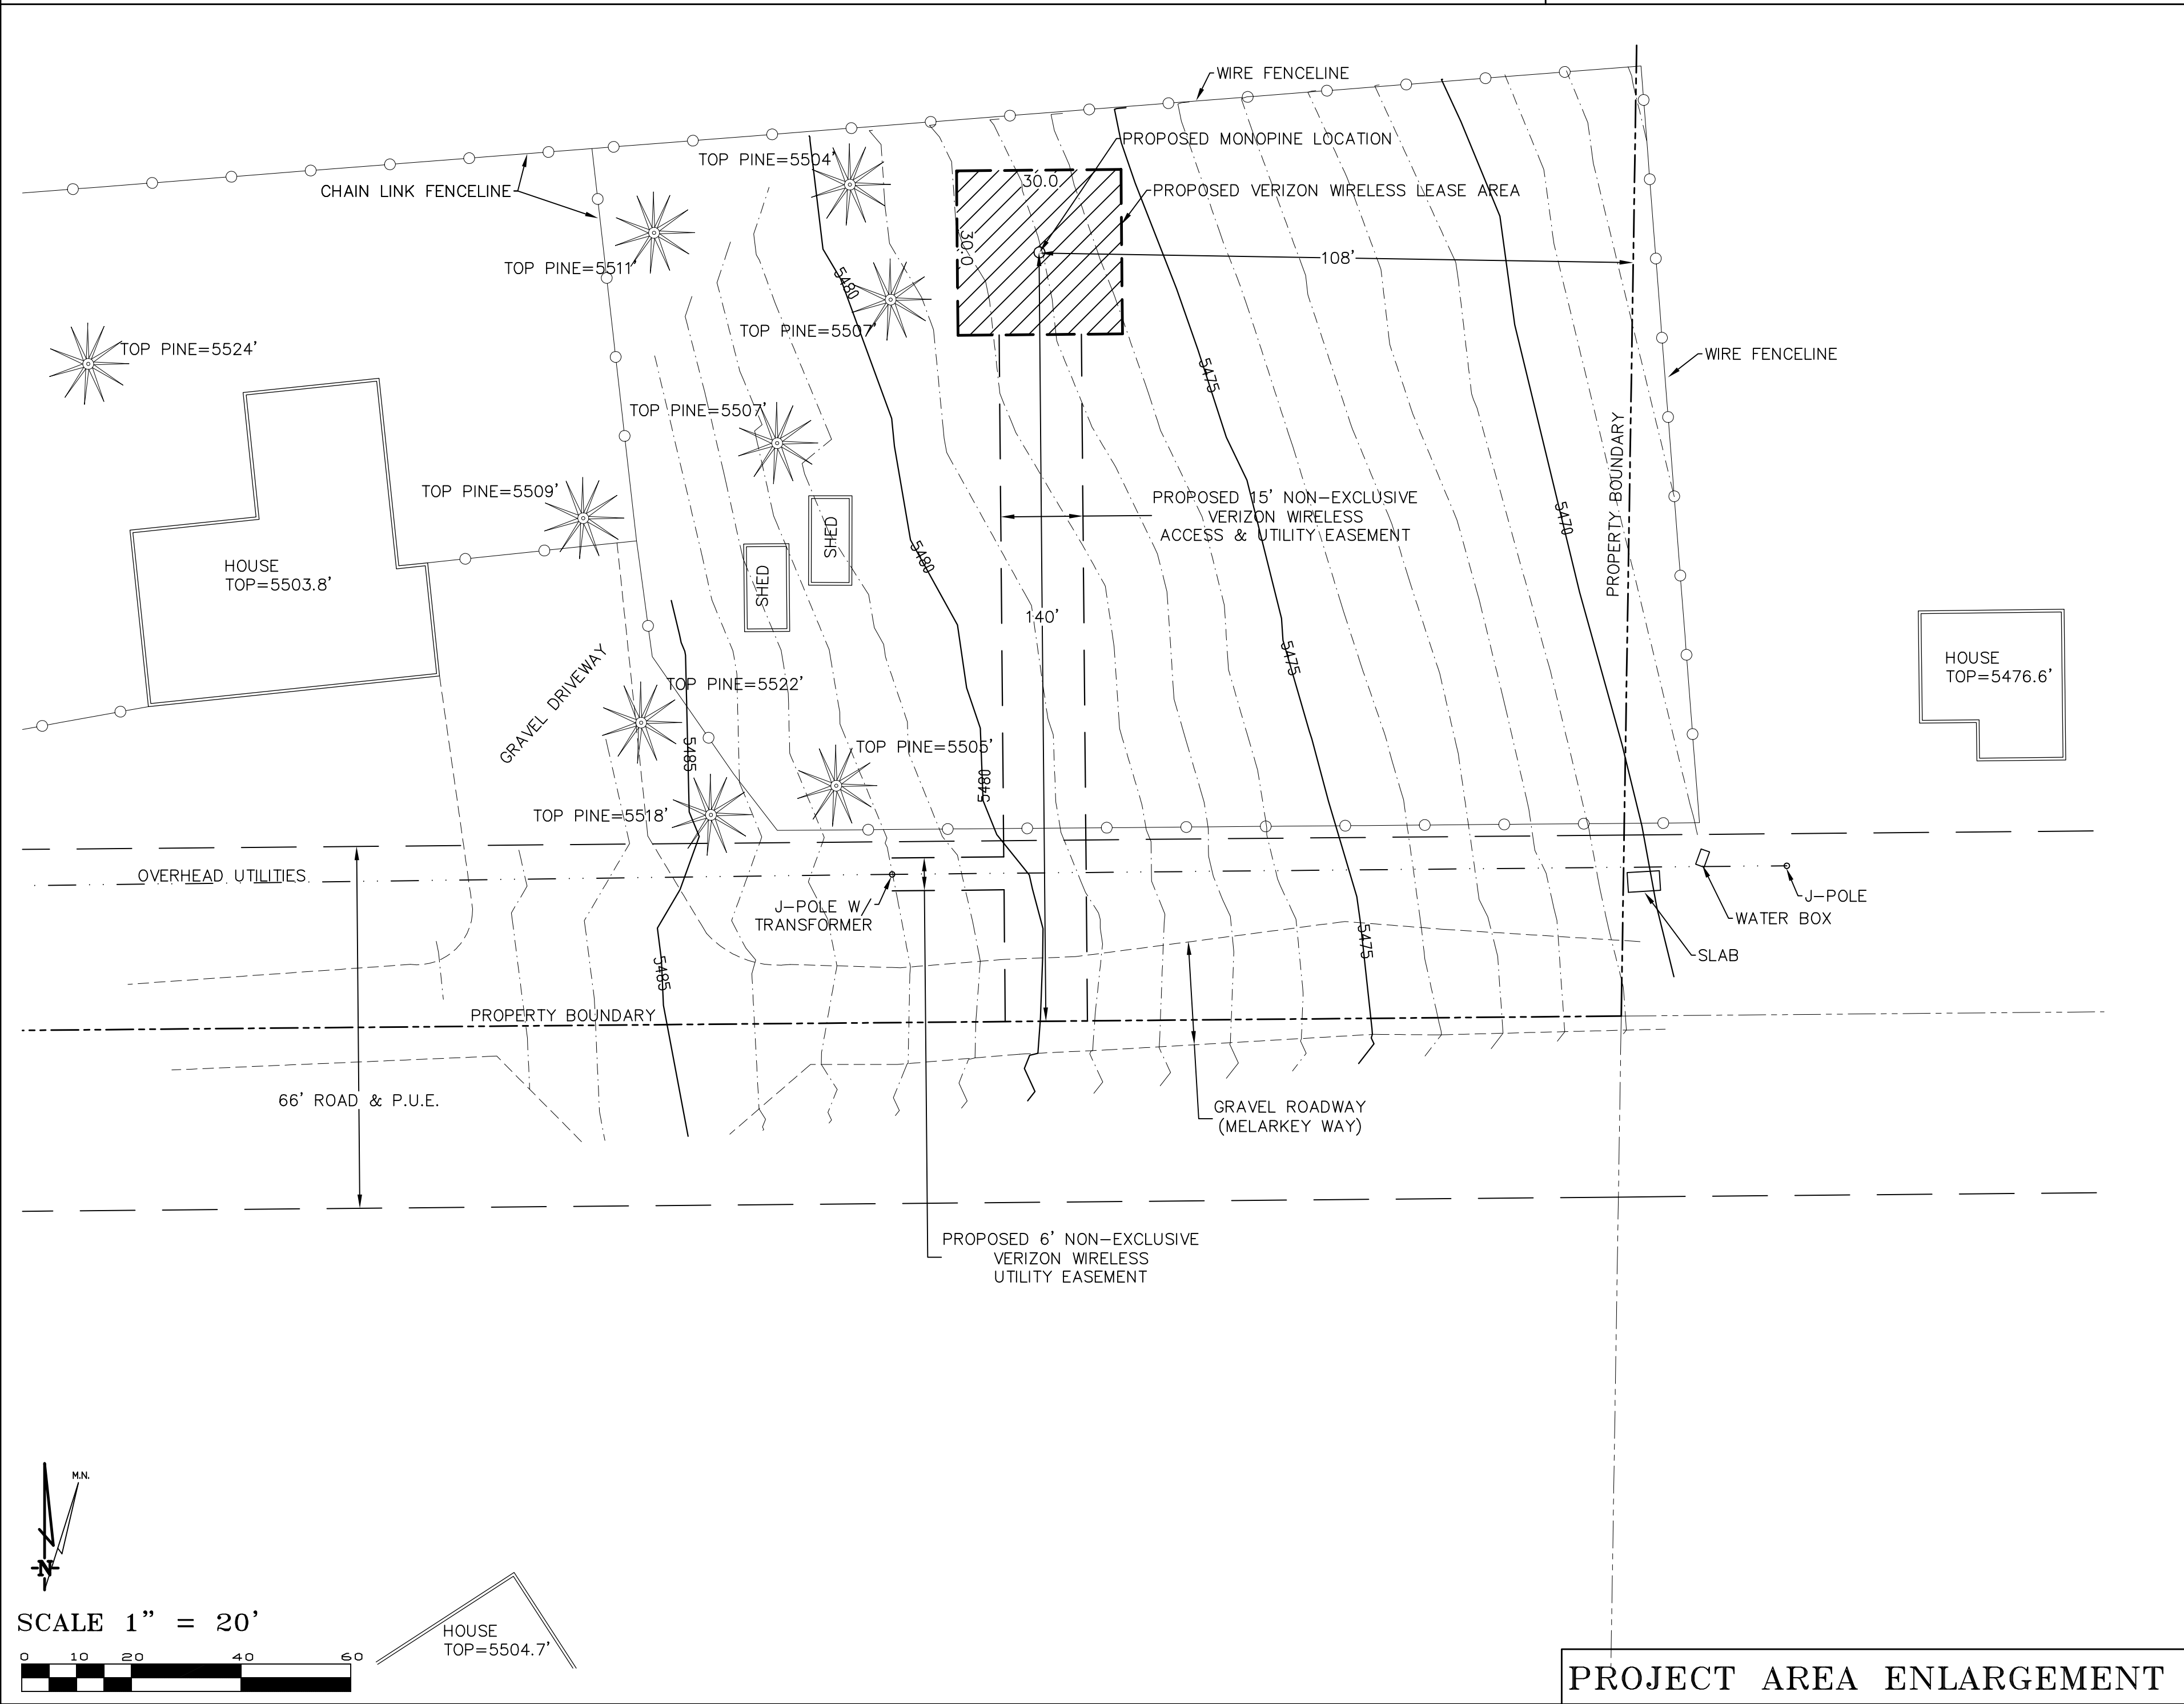 WIRE FENCELINE
PROPOSED MONOPINE LOCATION
TOP PINE=5504'
30.0'
CHAIN LINK FENCELINE
PROPOSED VERIZON WIRELESS LEASE AREA
30.0
TOP PINE=5511'
108'
5480
TOP PINE=5507'
TOP PINE=5524'
WIRE FENCELINE
5475
TOP PINE=5507'
TOP PINE=5509'
PROPERTY BOUNDARY
PROPOSED 15' NON-EXCLUSIVE
VERIZON WIRELESS
ACCESS & UTILITY EASEMENT
5470
SHED
SHED
5480
HOUSE
TOP=5503.8'
140'
GRAVEL DRIVEWAY
5475
HOUSE
TOP=5476.6'
TOP PINE=5522'
5485
TOP PINE=5505'
5480
TOP PINE=5518'
OVERHEAD UTILITIES
J-POLE W/
TRANSFORMER
J-POLE
WATER BOX
SLAB
5475
5485
PROPERTY BOUNDARY
66' ROAD & P.U.E.
GRAVEL ROADWAY
(MELARKEY WAY)
PROPOSED 6' NON-EXCLUSIVE
VERIZON WIRELESS
UTILITY EASEMENT
M.N.
N
SCALE 1" = 20'
0 10 20 40 60
HOUSE
TOP=5504.7'
PROJECT AREA ENLARGEMENT